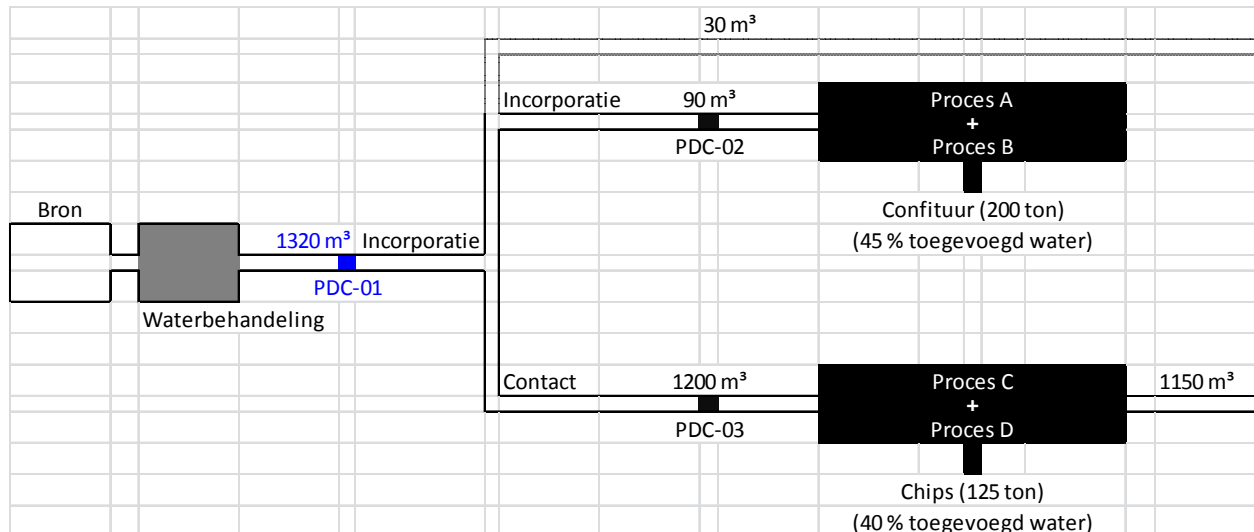 30 m³
Incorporatie 90 m³
Proces A
+
Proces B
PDC-02
Confituur (200 ton)
(45 % toegevoegd water)
Bron
1320 m³ Incorporatie
PDC-01
Waterbehandeling
Contact 1200 m³
Proces C
+
Proces D
1150 m³
PDC-03
Chips (125 ton)
(40 % toegevoegd water)